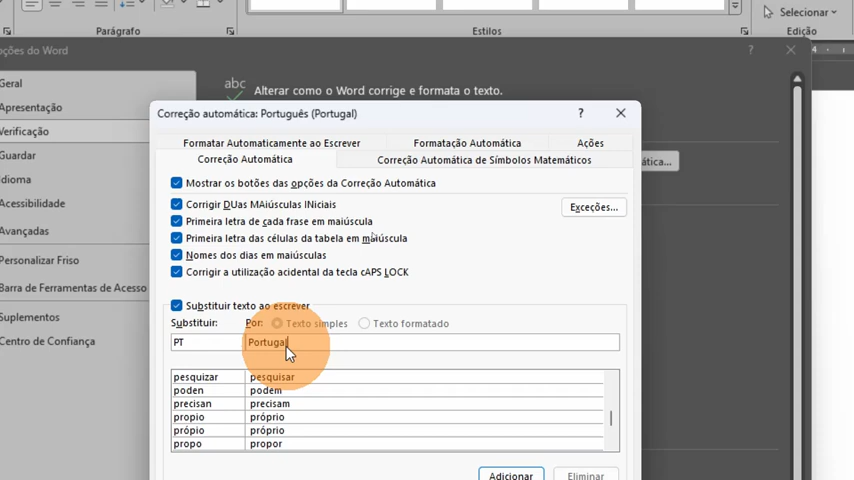 Selecionar
Parágrafo
Estilos
Edição
pções do Word
?
Geral
Apresentação
Verificação
Guardar
Idioma
Acessibilidade
Avançadas
Personalizar Friso
Barra de Ferramentas de Acesso
Suplementos
Centro de Confiança
abc
Alterar como o Word corrige e formata o texto.
ática...
Correção automática: Português (Portugal)
?
Formatar Automaticamente ao Escrever
Formatação Automática
Ações
Correção Automática
Correção Automática de Símbolos Matemáticos
Mostrar os botões das opções da Correção Automática
Corrigir DUas MAiúsculas INiciais
Exceções...
Primeira letra de cada frase em maiúscula
Primeira letra das células da tabela em maiúscula
Nomes dos dias em maiúsculas
Corrigir a utilização acidental da tecla cAPS LOCK
Substituir texto ao escrever
Substituir: Por: Texto simples Texto formatado
PT Portugal
pesquizar pesquisar
poden podem
precisan precisam
propio próprio
própio próprio
propo propor
Adicionar Eliminar